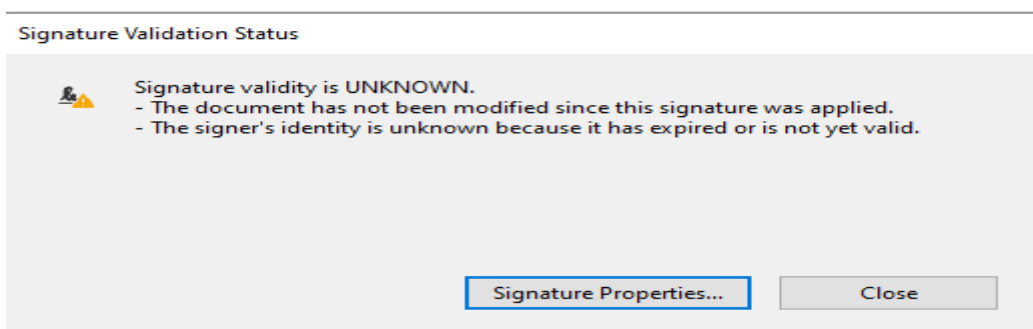 Signature Validation Status
Signature validity is UNKNOWN.
- The document has not been modified since this signature was applied.
- The signer's identity is unknown because it has expired or is not yet valid.
Signature Properties...
Close